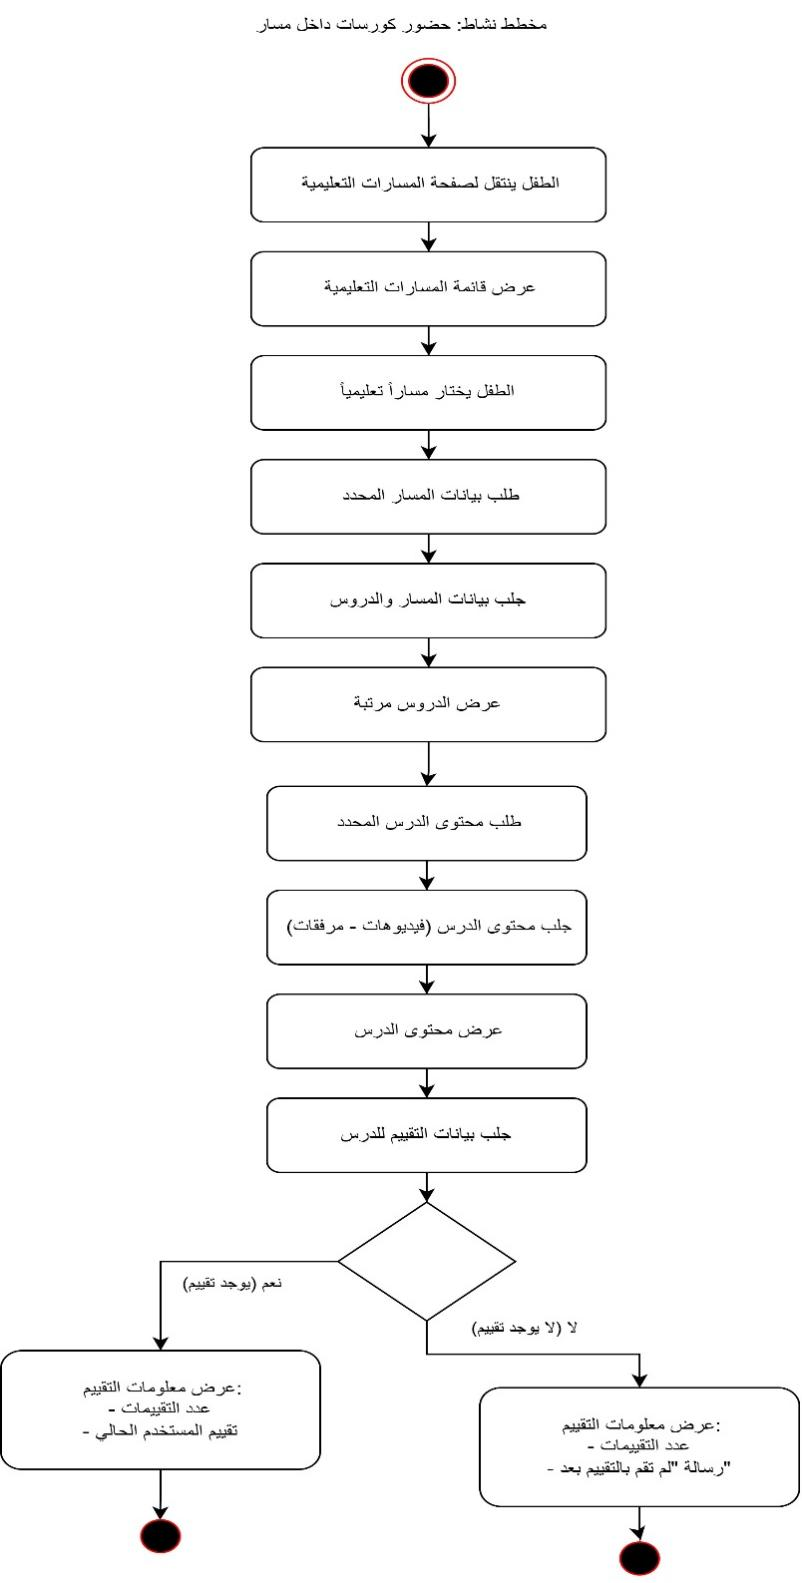 مخطط نشاط: حضور كورسات داخل مسار
الطفل ينتقل لصفحة المسارات التعليمية
عرض قائمة المسارات التعليمية
الطفل يختار مساراً تعليمياً
طلب بيانات المسار المحدد
جلب بيانات المسار والدروس
عرض الدروس مرتبة
طلب محتوى الدرس المحدد
جلب محتوى الدرس (فيديوهات - مرفقات)
عرض محتوى الدرس
جلب بيانات التقييم للدرس
نعم (يوجد تقييم)
لا (لا يوجد تقييم)
عرض معلومات التقييم:
عدد التقييمات -
تقييم المستخدم الحالي -
عرض معلومات التقييم:
عدد التقييمات -
رسالة "لم تقم بالتقييم بعد" -